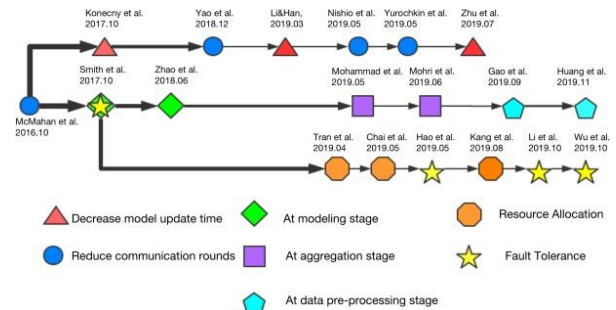 Konecny et al.
2017.10
Yao et al.
2018.12
Li&Han,
2019.03
Nishio et al.
2019.05
Yurochkin et al.
2019.05
Zhu et al.
2019.07
Smith et al.
2017.10
Zhao et al.
2018.06
Mohammad et al.
2019.05
Mohri et al.
2019.06
Gao et al.
2019.09
Huang et al.
2019.11
McMahan et al.
2016.10
Tran et al.
2019.04
Chai et al.
2019.05
Hao et al.
2019.05
Kang et al.
2019.08
Li et al.
2019.10
Wu et al.
2019.10
Decrease model update time
At modeling stage
Resource Allocation
Reduce communication rounds
At aggregation stage
Fault Tolerance
At data pre-processing stage